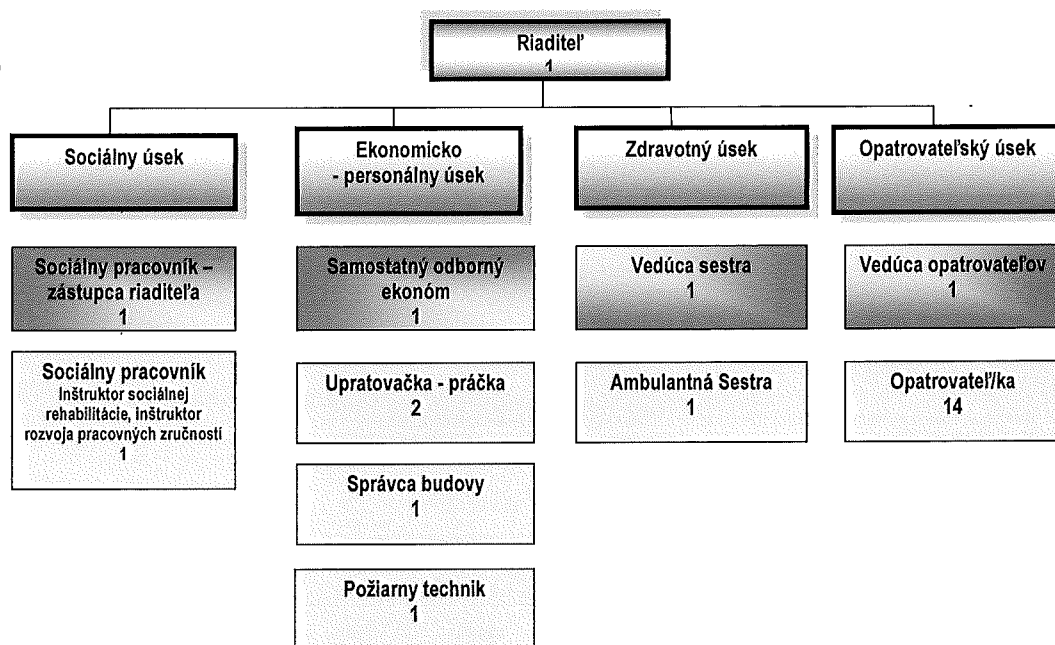 Riaditeľ
1
Sociálny úsek
Ekonomicko
- personálny úsek
Zdravotný úsek
Opatrovateľský úsek
Sociálny pracovník –
zástupca riaditeľa
1
Samostatný odborný
ekonóm
1
Vedúca sestra
1
Vedúca opatrovateľov
1
Sociálny pracovník
Inštruktor sociálnej
rehabilitácie, inštruktor
rozvoja pracovných zručností
1
Upratovačka - práčka
2
Ambulantná Sestra
1
Opatrovateľ/ka
14
Správca budovy
1
Požiarny technik
1